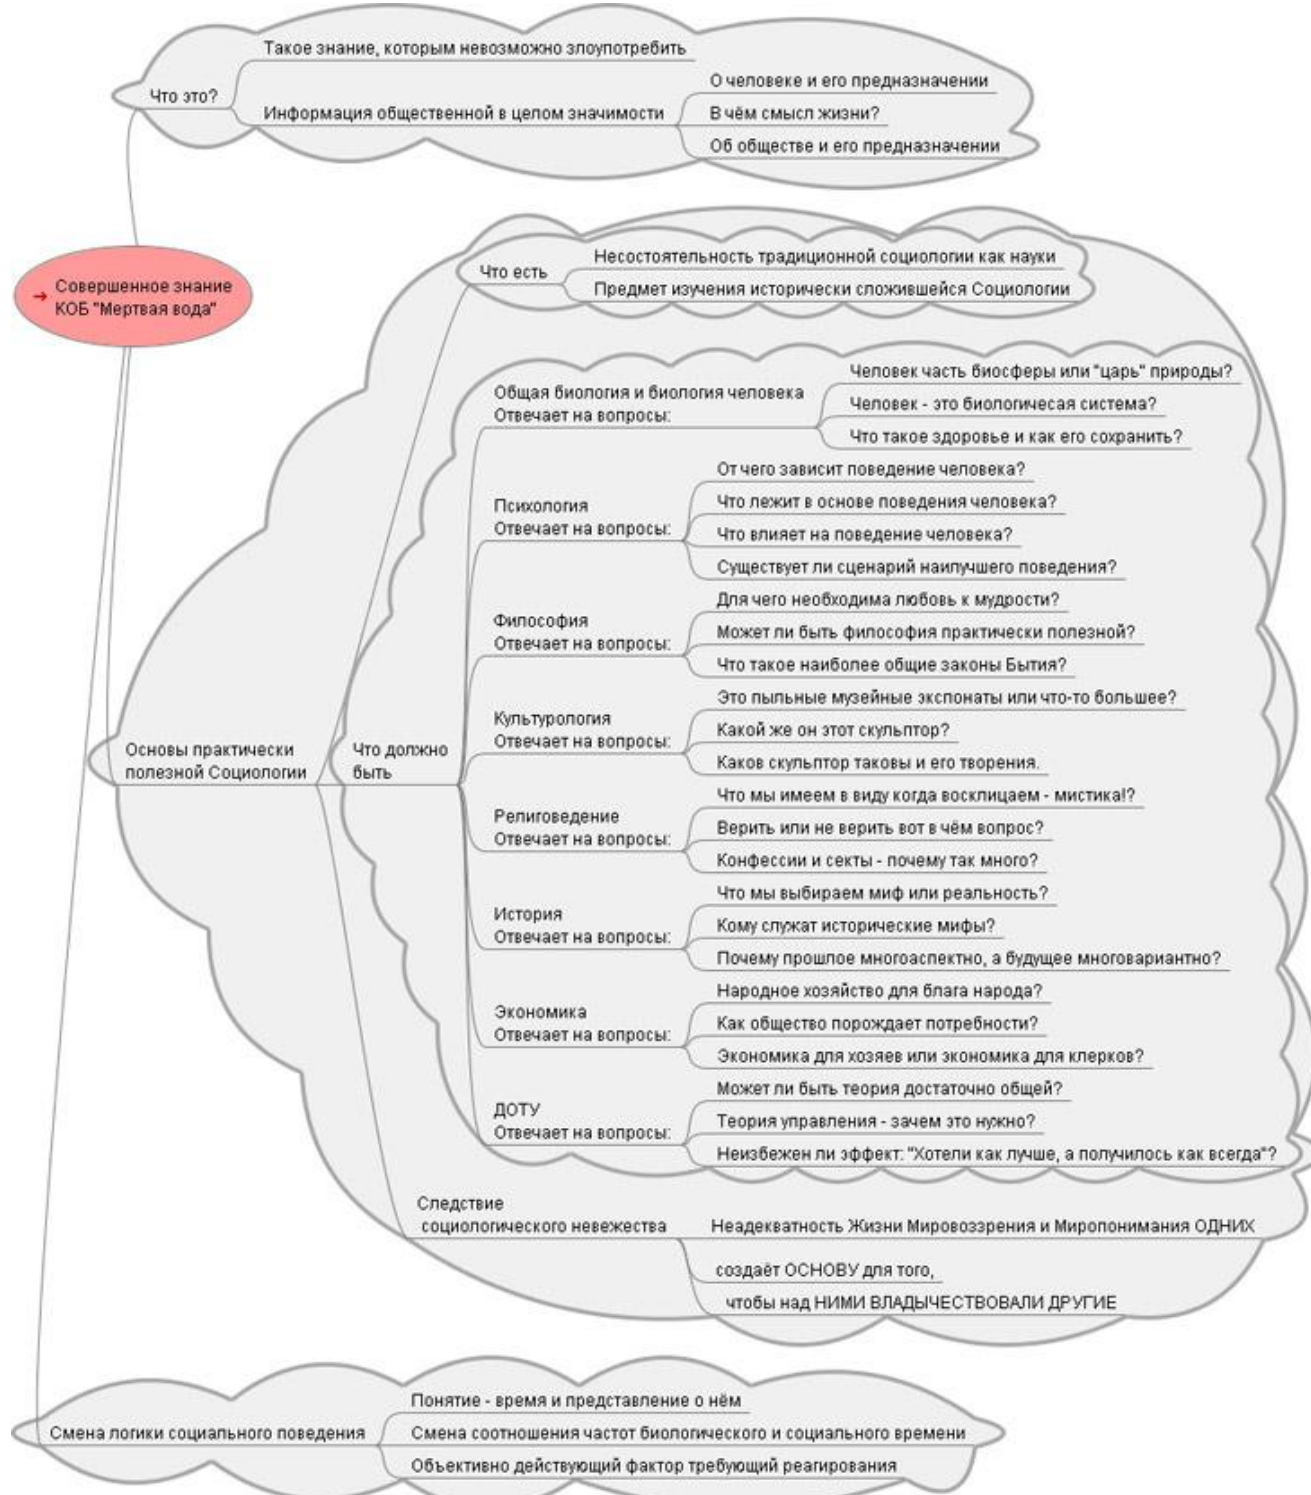 Такое знание, которым невозможно злоупотребить
Что это?
О человеке и его предназначении
Информация общественной в целом значимости
В чём смысл жизни?
Об обществе и его предназначении
Совершенное знание
КОБ "Мертвая вода"
Что есть
Несостоятельность традиционной социологии как науки
Предмет изучения исторически сложившейся Социологии
Общая биология и биология человека
Отвечает на вопросы:
Человек часть биосферы или "царь" природы?
Человек - это биологичесая система?
Что такое здоровье и как его сохранить?
Психология
Отвечает на вопросы:
От чего зависит поведение человека?
Что лежит в основе поведения человека?
Что влияет на поведение человека?
Существует ли сценарий наилучшего поведения?
Философия
Отвечает на вопросы:
Для чего необходима любовь к мудрости?
Может ли быть философия практически полезной?
Что такое наиболее общие законы Бытия?
Основы практически
полезной Социологии
Что должно
быть
Культурология
Отвечает на вопросы:
Это пыльные музейные экспонаты или что-то большее?
Какой же он этот скульптор?
Каков скульптор таковы и его творения.
Религоведение
Отвечает на вопросы:
Что мы имеем в виду когда восклицаем - мистика!?
Верить или не верить вот в чём вопрос?
Конфессии и секты - почему так много?
История
Отвечает на вопросы:
Что мы выбираем миф или реальность?
Кому служат исторические мифы?
Почему прошлое многоаспектно, а будущее многовариантно?
Экономика
Отвечает на вопросы:
Народное хозяйство для блага народа?
Как общество порождает потребности?
Экономика для хозяев или экономика для клерков?
ДОТУ
Отвечает на вопросы:
Может ли быть теория достаточно общей?
Теория управления - зачем это нужно?
Неизбежен ли эффект: "Хотели как лучше, а получилось как всегда"?
Следствие
социологического невежества
Неадекватность Жизни Мировоззрения и Миропонимания ОДНИХ
создаёт ОСНОВУ для того,
чтобы над НИМИ ВЛАДЫЧЕСТВОВАЛИ ДРУГИЕ
Смена логики социального поведения
Понятие - время и представление о нём
Смена соотношения частот биологического и социального времени
Объективно действующий фактор требующий реагирования